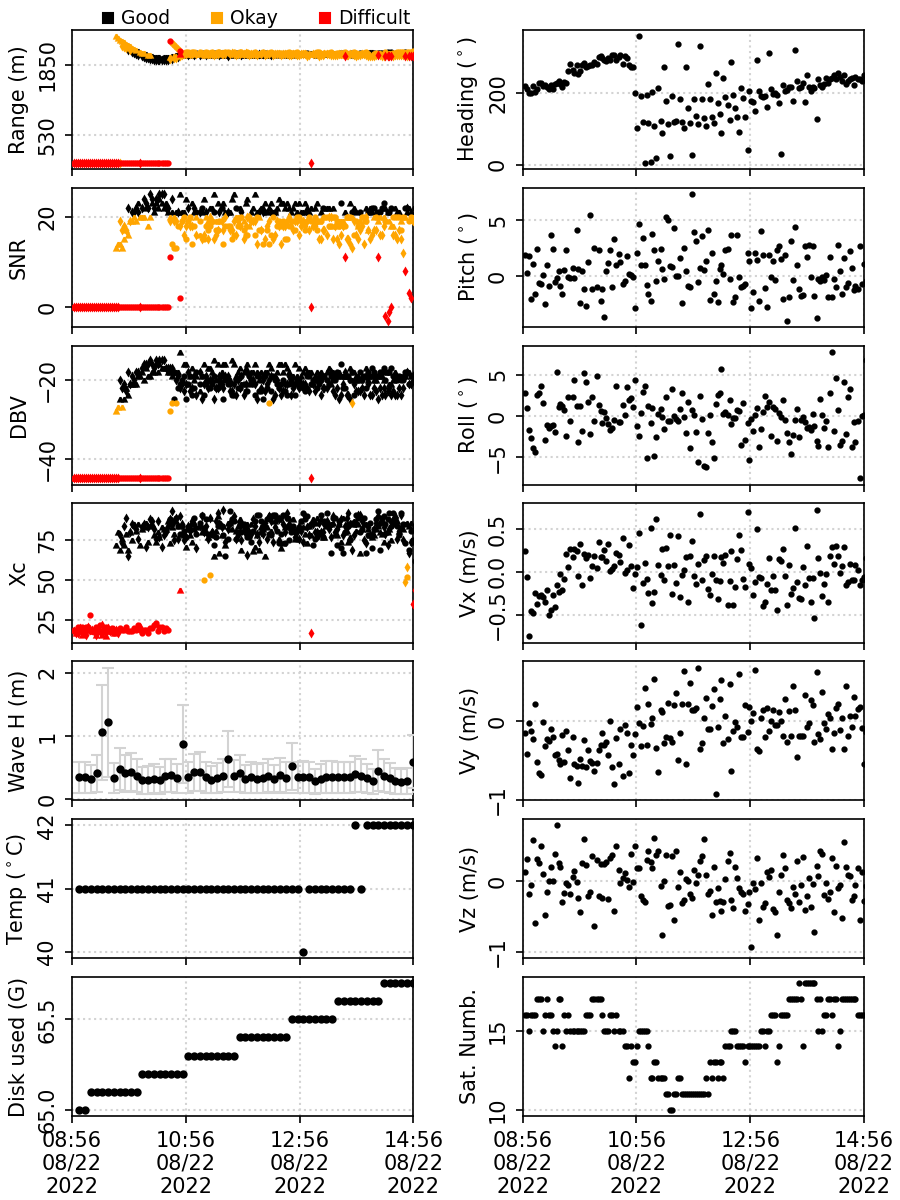 Good Okay Difficult
Range (m)
1850
530
Heading (°)
200
0
SNR
20
0
Pitch (°)
5
0
DBV
−20
−40
Roll (°)
5
0
−5
Xc
75
50
25
Vx (m/s)
0.5
0.0
−0.5
Wave H (m)
2
1
0
Vy (m/s)
0
−1
Temp (°C)
42
41
40
Vz (m/s)
0
−1
Disk used (G)
65.5
65.0
Sat. Numb.
15
10
08:56 10:56 12:56 14:56
08/22 08/22 08/22 08/22
2022 2022 2022 2022
08:56 10:56 12:56 14:56
08/22 08/22 08/22 08/22
2022 2022 2022 2022